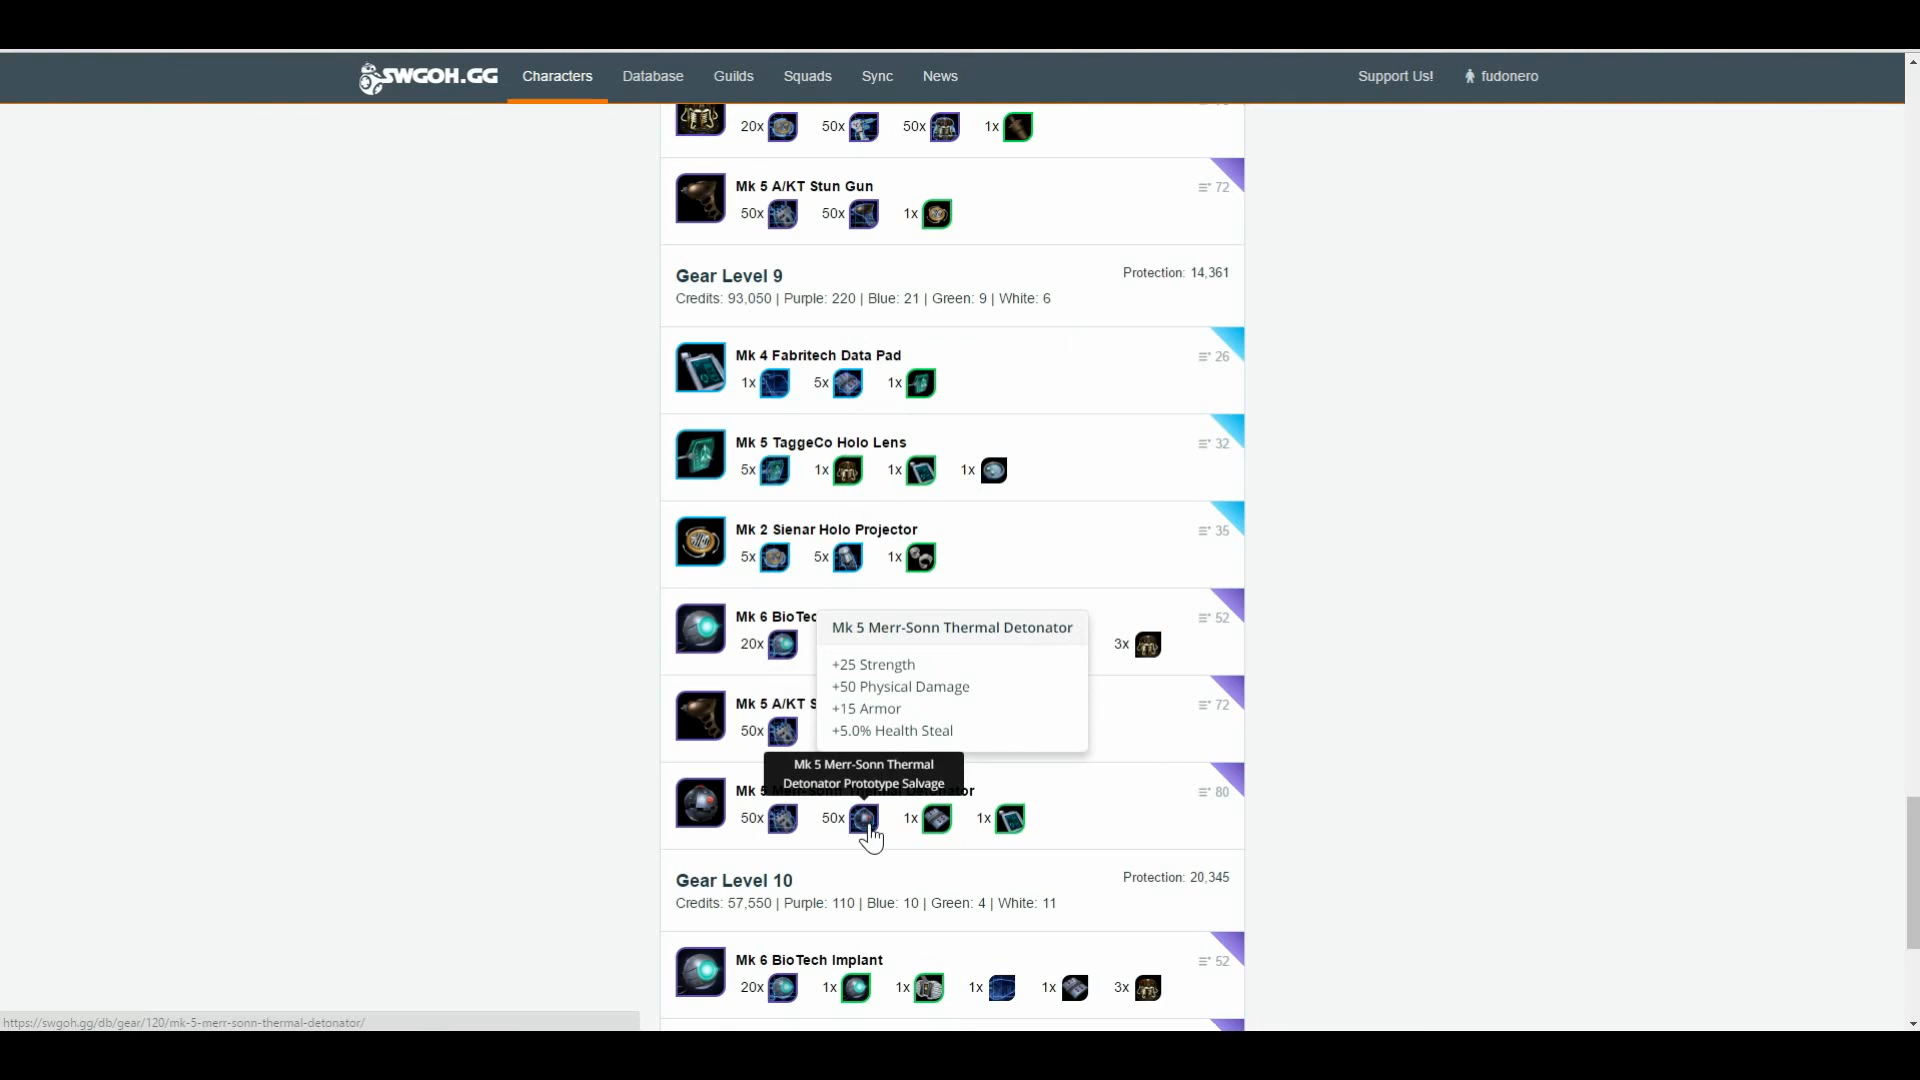 SWGOH.GG Characters Database Guilds Squads Sync News Support Us! fudonero
20x 50x 50x 1x
Mk 5 A/KT Stun Gun 72
50x 50x 1x
Gear Level 9 Protection: 14,361
Credits: 93,050 | Purple: 220 | Blue: 21 | Green: 9 | White: 6
Mk 4 Fabritech Data Pad 26
1x 5x 1x
Mk 5 TaggeCo Holo Lens 32
5x 1x 1x 1x
Mk 2 Sienar Holo Projector 35
5x 5x 1x
Mk 6 BioTec 52
20x 3x
Mk 5 Merr-Sonn Thermal Detonator
+25 Strength
+50 Physical Damage
+15 Armor
+5.0% Health Steal
Mk 5 A/KT S 72
50x
Mk 5 Merr-Sonn Thermal
Detonator Prototype Salvage
Mk 5 80
50x 50x 1x 1x
Gear Level 10 Protection: 20,345
Credits: 57,550 | Purple: 110 | Blue: 10 | Green: 4 | White: 11
Mk 6 BioTech Implant 52
20x 1x 1x 1x 1x 3x
https://swgoh.gg/db/gear/120/mk-5-merr-sonn-thermal-detonator/